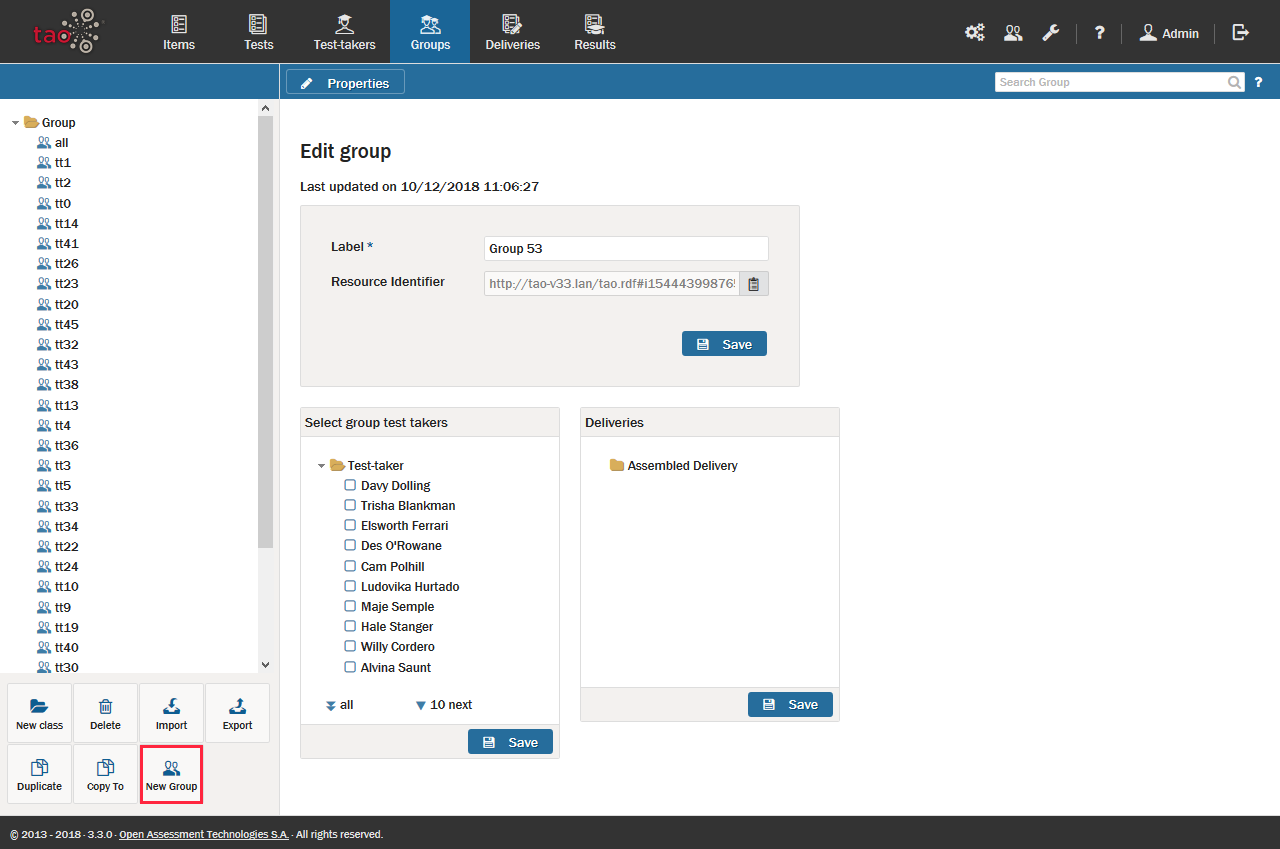 tao
Items
Tests
Test-takers
Groups
Deliveries
Results
?
Admin
Properties
Search Group
?
Group
all
tt1
tt2
tt0
tt14
tt41
tt26
tt23
tt20
tt45
tt32
tt43
tt38
tt13
tt4
tt36
tt3
tt5
tt33
tt34
tt22
tt24
tt10
tt9
tt19
tt40
tt30
New class
Delete
Import
Export
Duplicate
Copy To
New Group
Edit group
Last updated on 10/12/2018 11:06:27
Label *
Group 53
Resource Identifier
http://tao-v33.lan/tao.rdf#i154443998765
Save
Select group test takers
Test-taker
Davy Dolling
Trisha Blankman
Elsworth Ferrari
Des O'Rowane
Cam Polhill
Ludovika Hurtado
Maje Semple
Hale Stanger
Willy Cordero
Alvina Saunt
all
10 next
Save
Deliveries
Assembled Delivery
Save
© 2013 - 2018 · 3.3.0 · Open Assessment Technologies S.A. · All rights reserved.